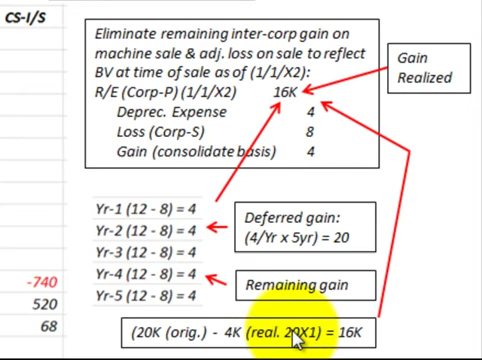 CS-I/S
Eliminate remaining inter-corp gain on
machine sale & adj. loss on sale to reflect
BV at time of sale as of (1/1/X2):
R/E (Corp-P) (1/1/X2) 16K
Deprec. Expense 4
Loss (Corp-S) 8
Gain (consolidate basis) 4
Gain
Realized
Yr-1 (12 - 8) = 4
Yr-2 (12 - 8) = 4
Yr-3 (12 - 8) = 4
Yr-4 (12 - 8) = 4
Yr-5 (12 - 8) = 4
Deferred gain:
(4/Yr x 5yr) = 20
Remaining gain
-740
520
68
(20K (orig.) - 4K (real. 20X1) = 16K